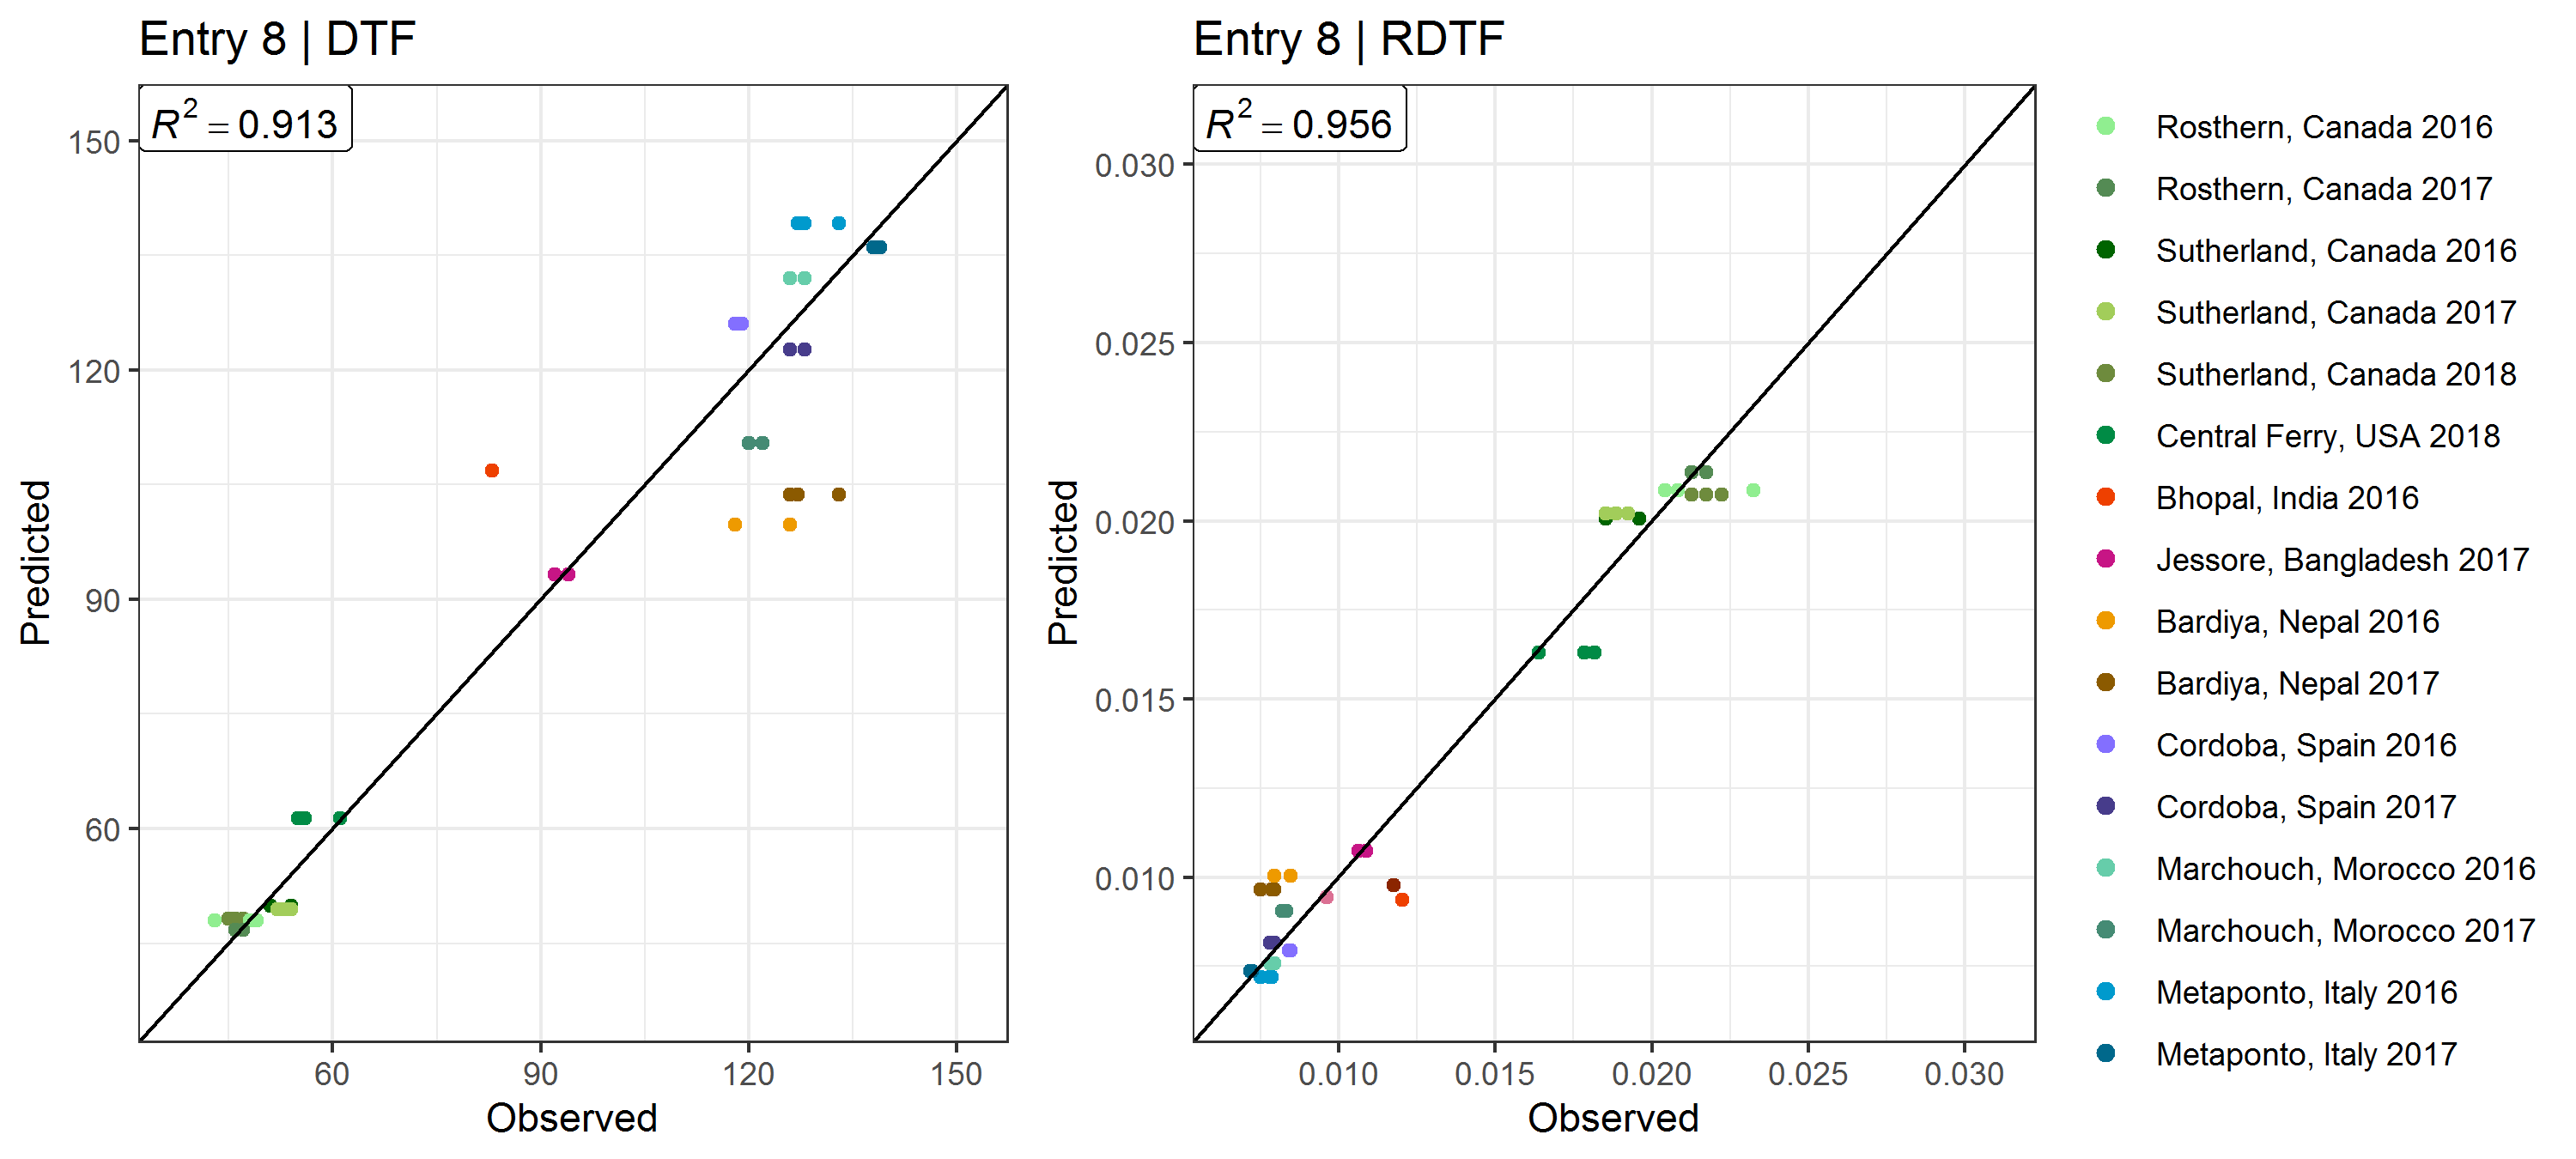 Entry 8 | DTF
R² = 0.913
150
120
90
60
Predicted
60 90 120 150
Observed
Entry 8 | RDTF
R² = 0.956
0.030
0.025
0.020
0.015
0.010
Predicted
0.010 0.015 0.020 0.025 0.030
Observed
Rosthern, Canada 2016
Rosthern, Canada 2017
Sutherland, Canada 2016
Sutherland, Canada 2017
Sutherland, Canada 2018
Central Ferry, USA 2018
Bhopal, India 2016
Jessore, Bangladesh 2017
Bardiya, Nepal 2016
Bardiya, Nepal 2017
Cordoba, Spain 2016
Cordoba, Spain 2017
Marchouch, Morocco 2016
Marchouch, Morocco 2017
Metaponto, Italy 2016
Metaponto, Italy 2017